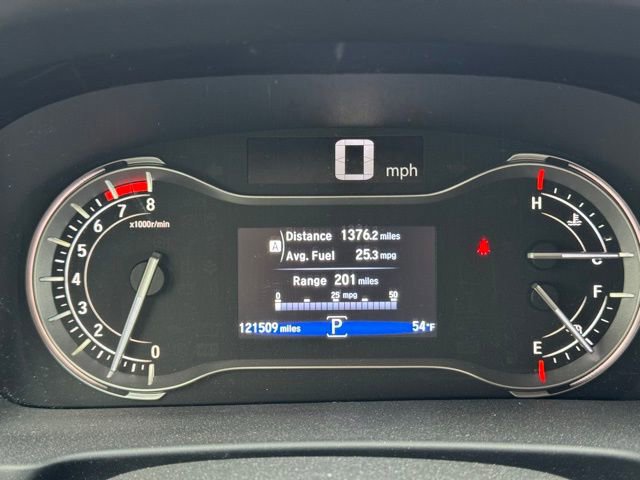 0 mph
8
7
x1000r/min
6
5
4
3
2
0
A Distance 1376.2 miles
Avg. Fuel 25.3 mpg
Range 201 miles
0 25 mpg 50
121509 miles P 54°F
H
C
F
E